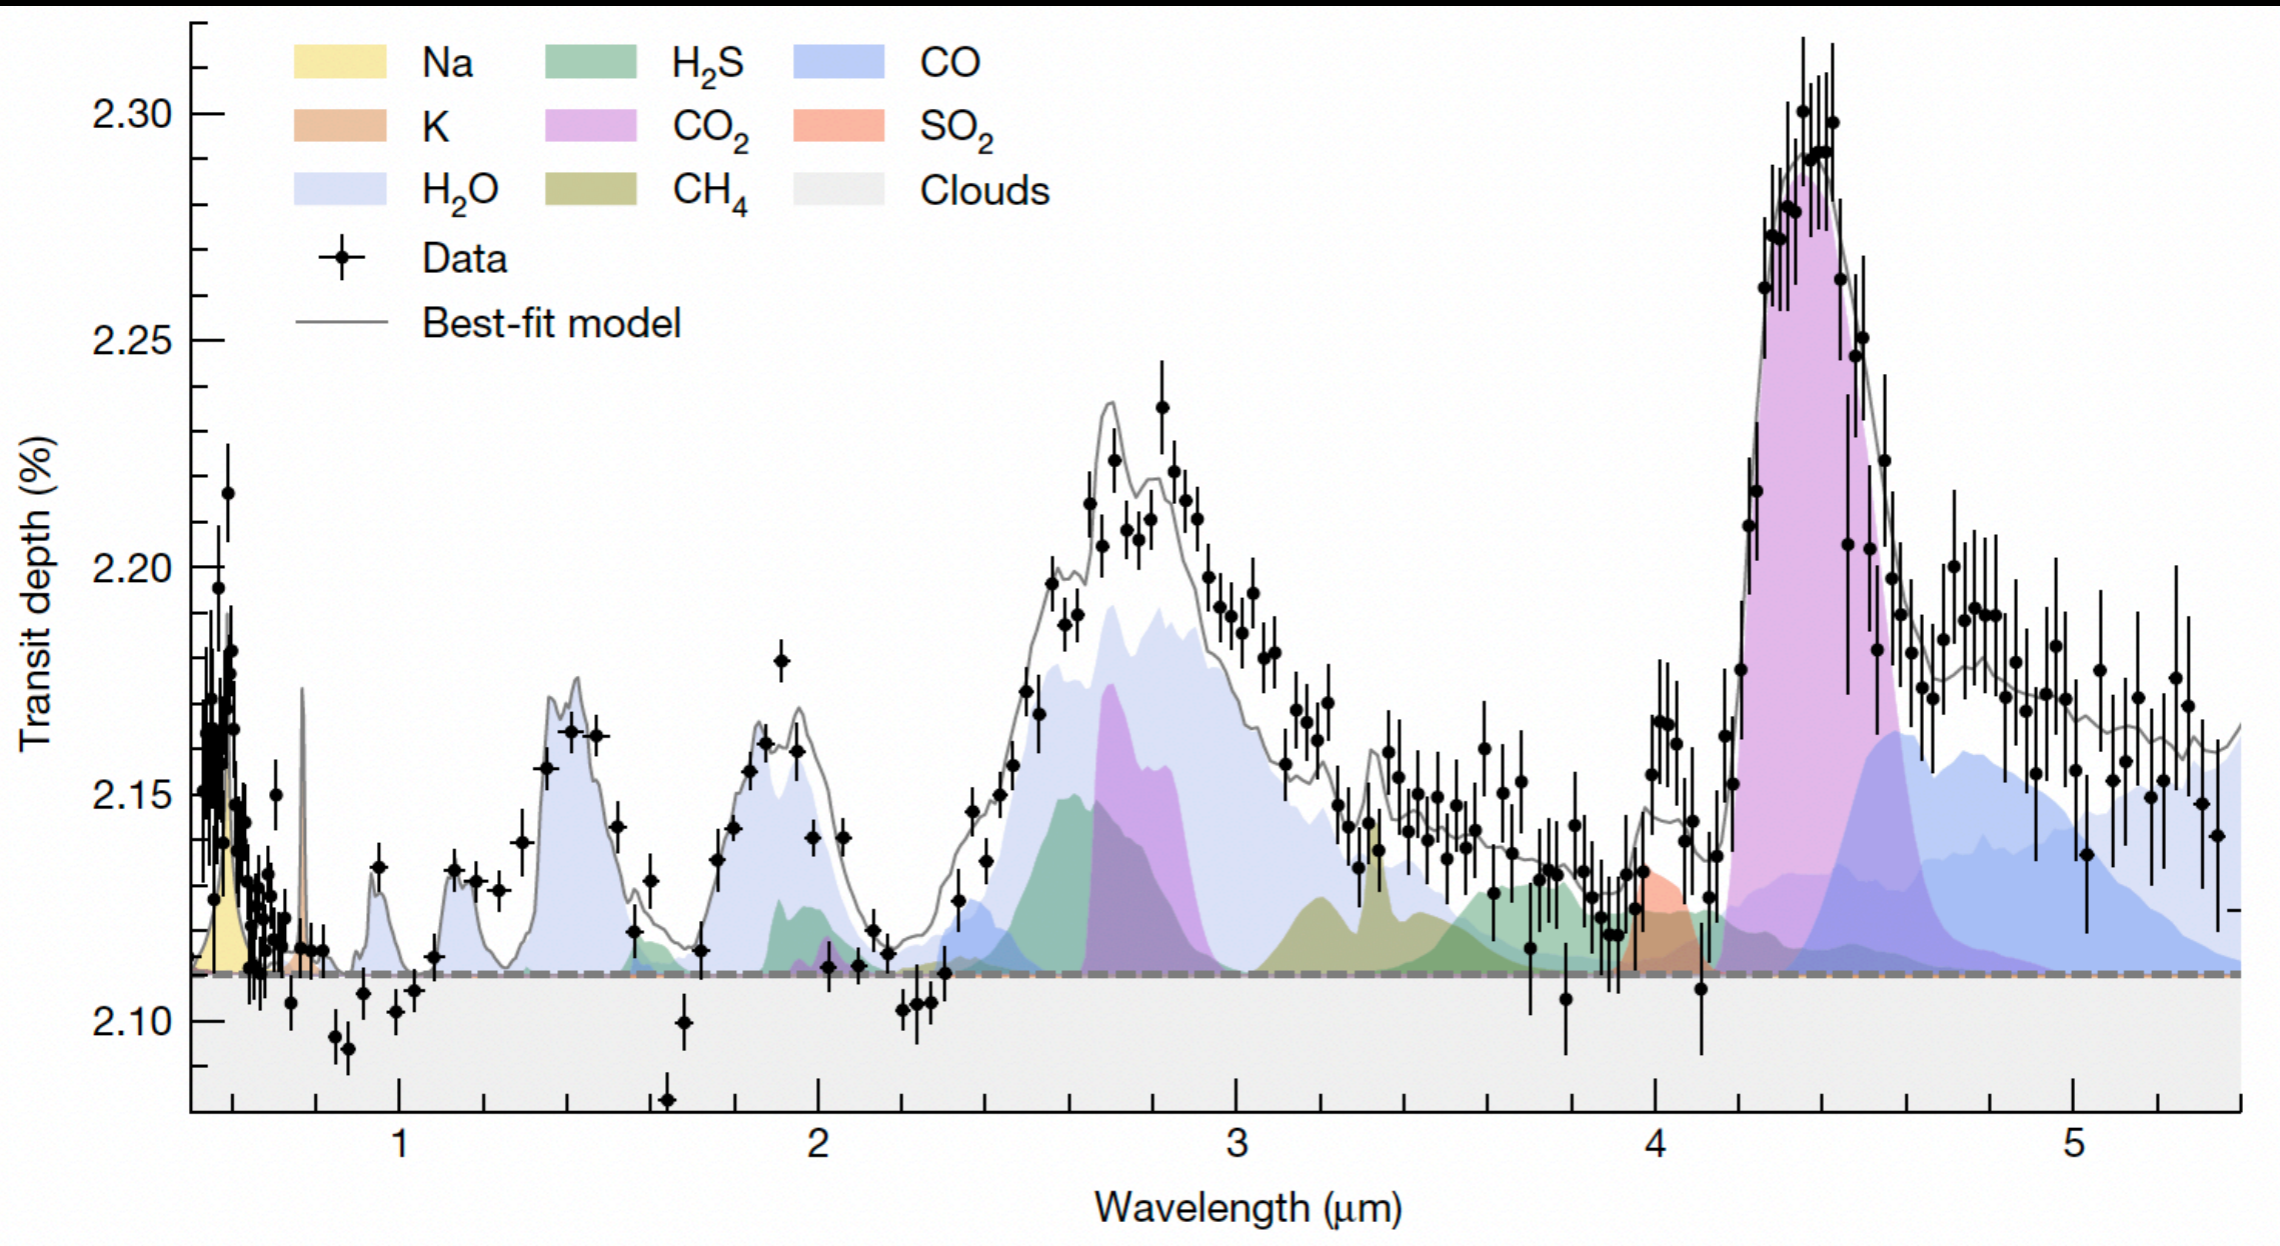 Na
H₂S
CO
K
CO₂
SO₂
H₂O
CH₄
Clouds
Data
Best-fit model
2.30
2.25
2.20
2.15
2.10
Transit depth (%)
1
2
3
4
5
Wavelength (μm)